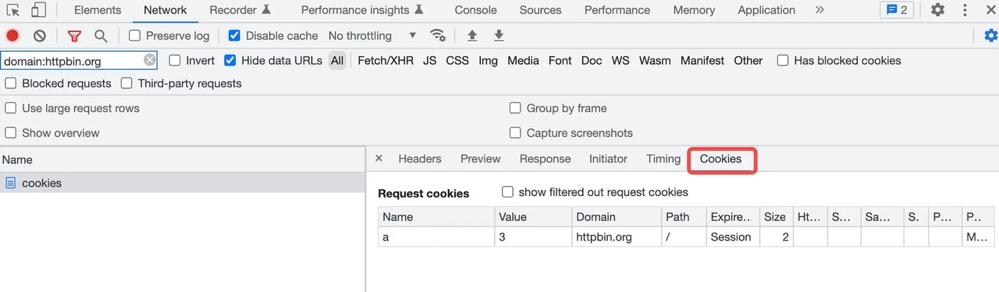 Elements Network Recorder Performance insights Console Sources Performance Memory Application » 2
Preserve log Disable cache No throttling
domain:httpbin.org Invert Hide data URLs All Fetch/XHR JS CSS Img Media Font Doc WS Wasm Manifest Other Has blocked cookies
Blocked requests Third-party requests
Use large request rows Group by frame
Show overview Capture screenshots
Name × Headers Preview Response Initiator Timing Cookies
cookies
Request cookies show filtered out request cookies
Name Value Domain Path Expire... Size Ht... S... Sa... S. P... P..
a 3 httpbin.org / Session 2 M...